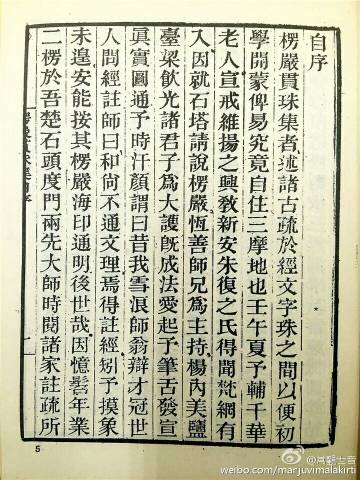 自序
楞嚴貫珠集者述諸古疏於經文字珠之間以便初
學開蒙俾易究竟自住三摩地也壬午夏予輔千華
老人宣戒維揚之興教新安朱復之氏得聞梵網有
入因就石塔請說楞嚴恆善師兄為主持楊內美鹽
臺梁飲光諸君子為大護旣成法愛起予筆舌發宣
眞實圓通予時汗顏謂曰昔我雪浪師翁辯才冠世
人問經註師曰和尚不通文理焉得註經矧予摸象
未遑安能按其楞嚴海印通明後世哉因憶髫年業
二楞於吾楚石頭度門兩先大師時閱諸家註疏所
5
萬顆士音
weibo.com/marjuvimalakirti